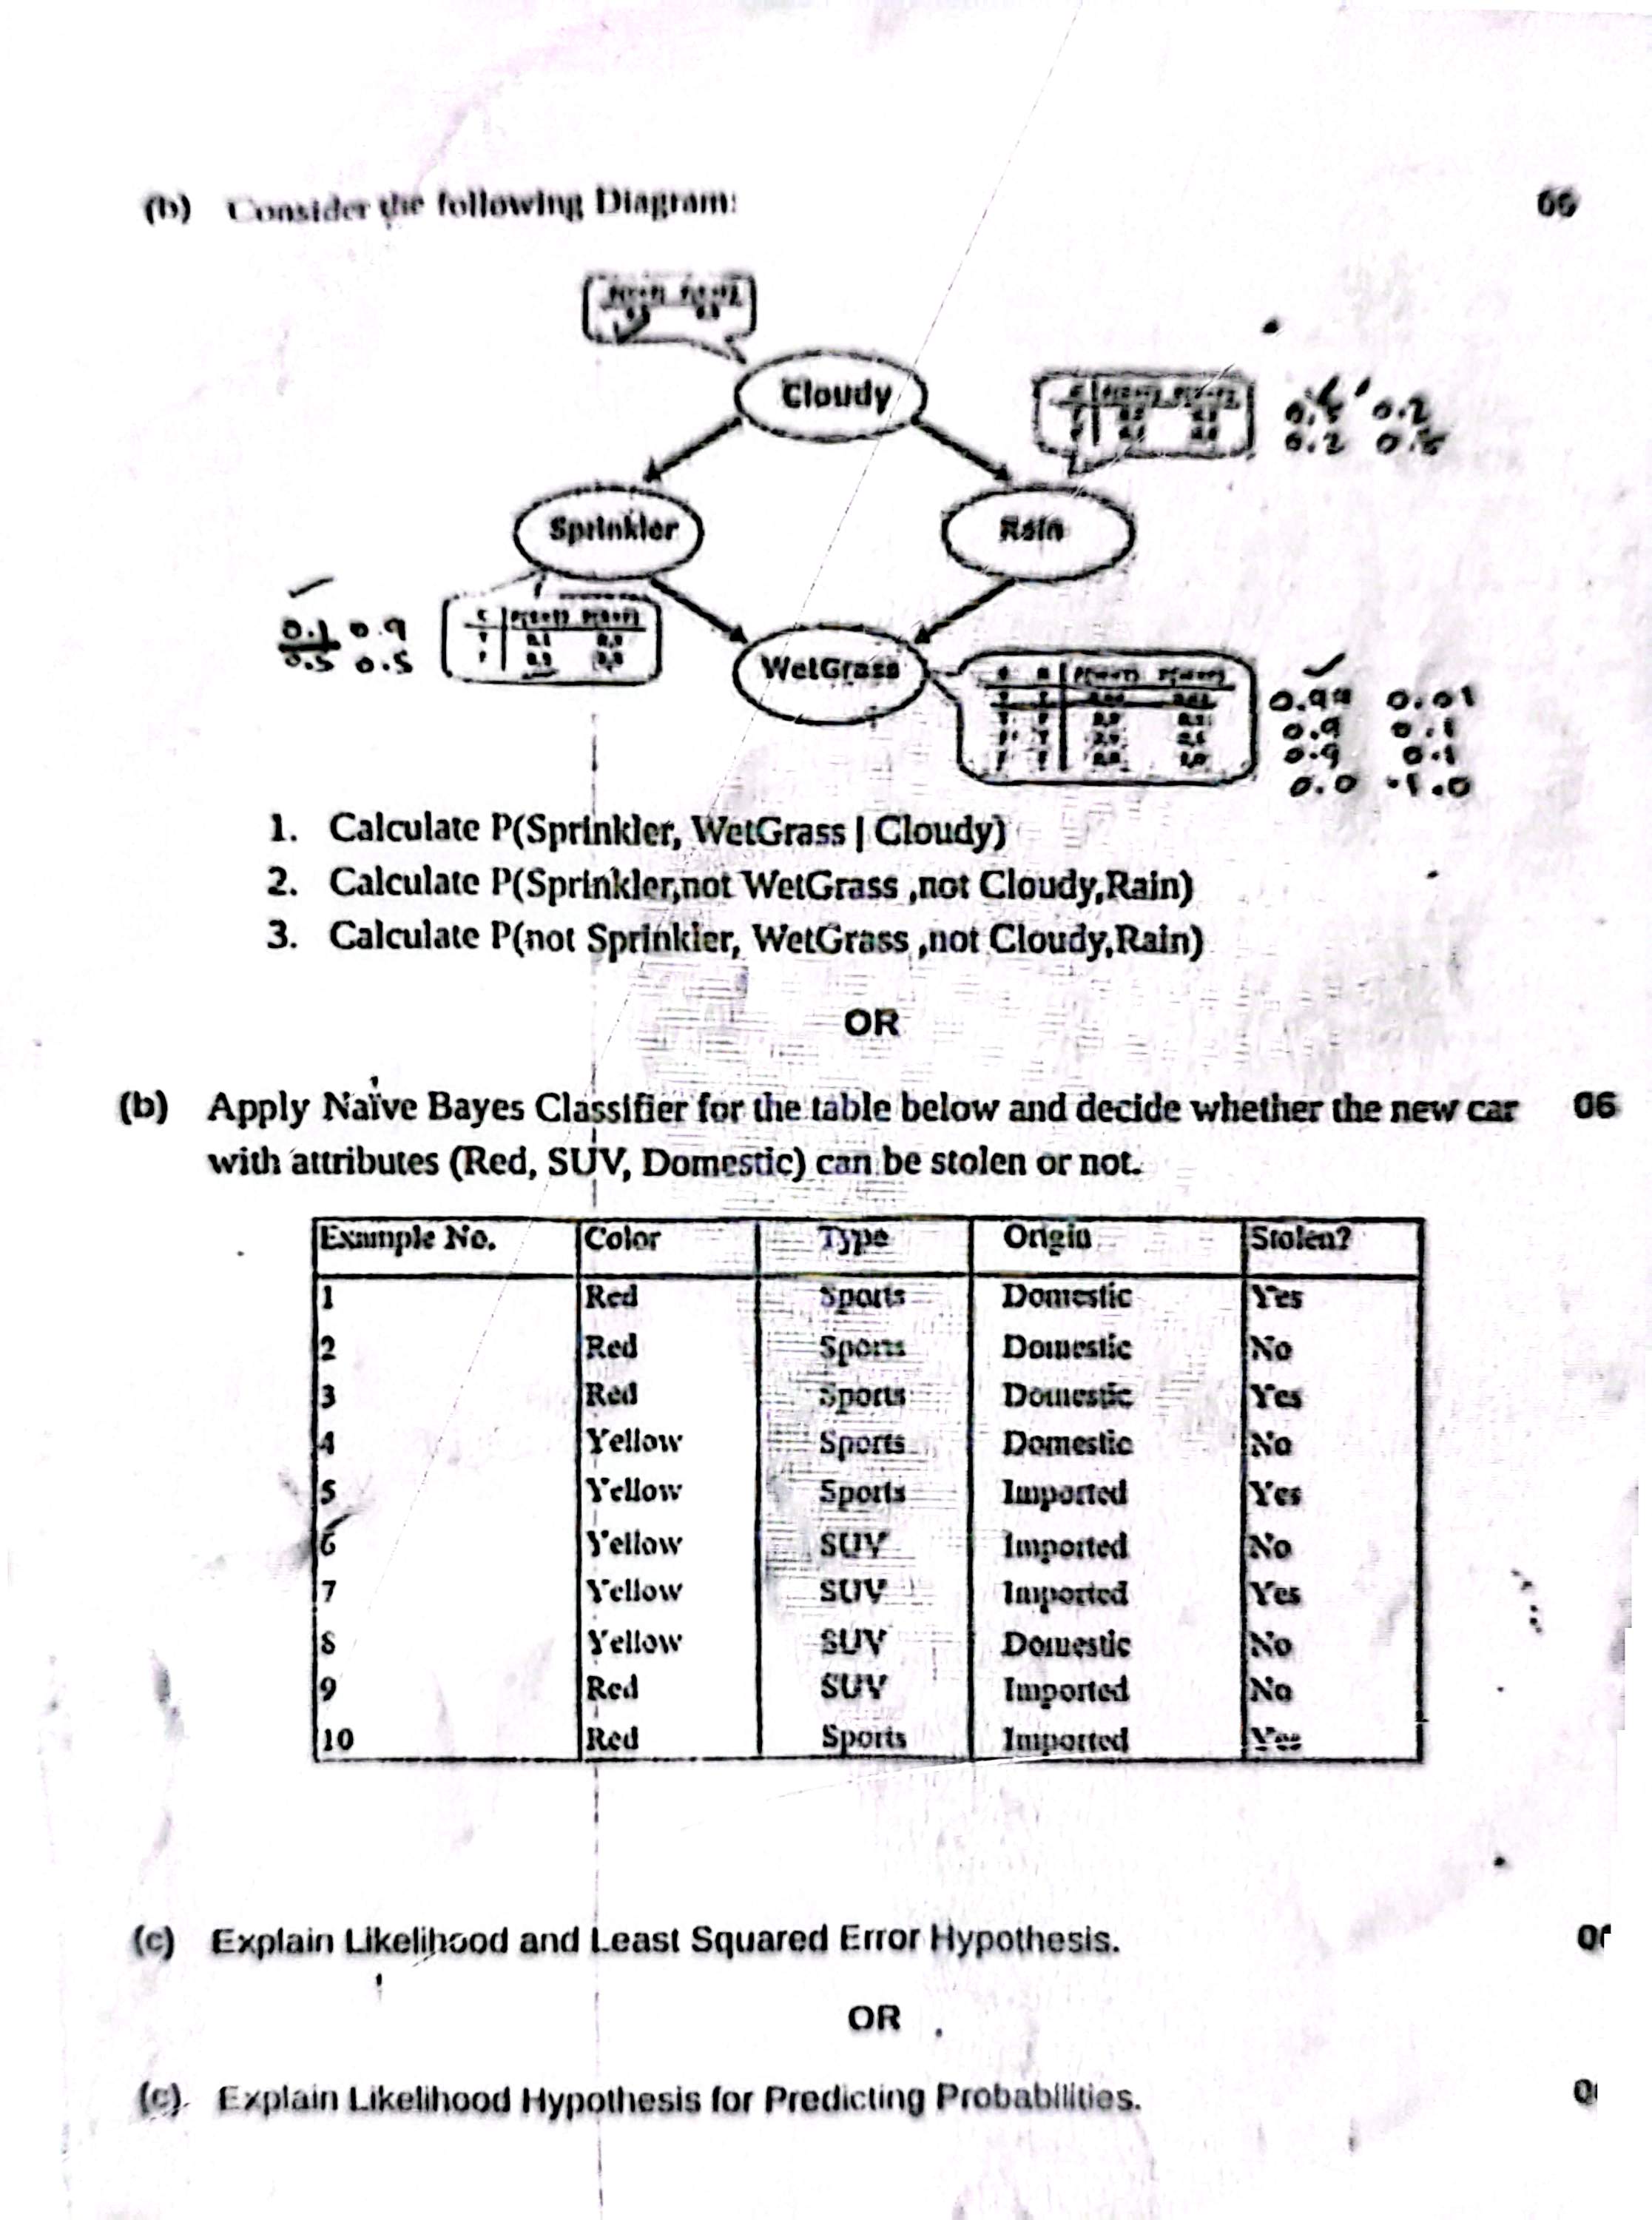 (b) Consider the following Diagram: 06
Cloudy
0.2
0.2
Sprinkler
Rain
0.1 0.9
0.5 0.5
WetGrass
0.01
0.9 0.1
0.9 0.1
0.0 1.0
1. Calculate P(Sprinkler, WetGrass | Cloudy)
2. Calculate P(Sprinkler,not WetGrass ,not Cloudy,Rain)
3. Calculate P(not Sprinkler, WetGrass ,not Cloudy,Rain)
OR
(b) Apply Naïve Bayes Classifier for the table below and decide whether the new car 06
with attributes (Red, SUV, Domestic) can be stolen or not.
Example No. Color Type Origin Stolen?
1 Red Sports Domestic Yes
2 Red Sports Domestic No
3 Red Sports Domestic Yes
4 Yellow Sports Domestic No
5 Yellow Sports Imported Yes
6 Yellow SUV Imported No
7 Yellow SUV Imported Yes
8 Yellow SUV Domestic No
9 Red SUV Imported No
10 Red Sports Imported Yes
(c) Explain Likelihood and Least Squared Error Hypothesis.
OR
(c) Explain Likelihood Hypothesis for Predicting Probabilities.